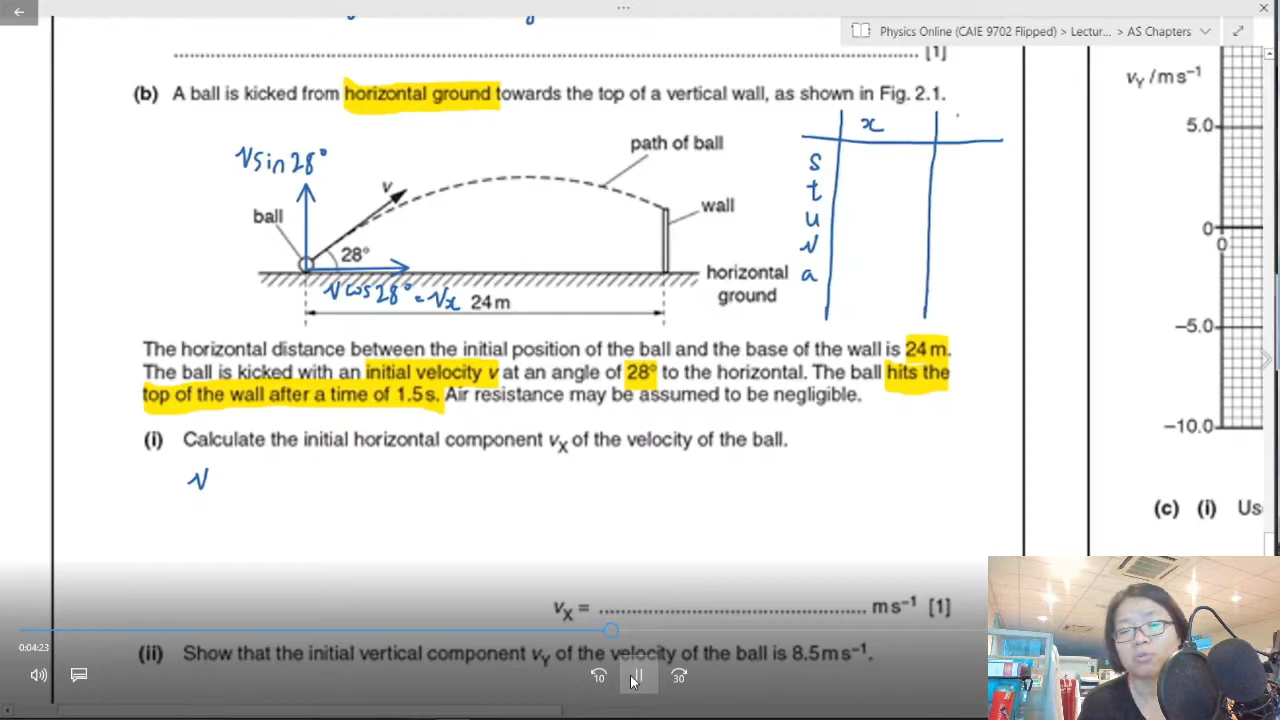 Physics Online (CAIE 9702 Flipped) > Lectur... > AS Chapters
[1]
(b) A ball is kicked from horizontal ground towards the top of a vertical wall, as shown in Fig. 2.1.
x
s
t
u
v
a
v sin 28°
path of ball
v
ball
wall
28°
horizontal ground
v cos 28° = vx
24 m
The horizontal distance between the initial position of the ball and the base of the wall is 24 m.
The ball is kicked with an initial velocity v at an angle of 28° to the horizontal. The ball hits the
top of the wall after a time of 1.5 s. Air resistance may be assumed to be negligible.
(i) Calculate the initial horizontal component vX of the velocity of the ball.
v
vX = ................................................ m s⁻¹ [1]
(ii) Show that the initial vertical component vY of the velocity of the ball is 8.5 m s⁻¹.
vY / m s⁻¹
5.0
0
0
−5.0
−10.0
(c) (i) Us
0:04:23
10
30